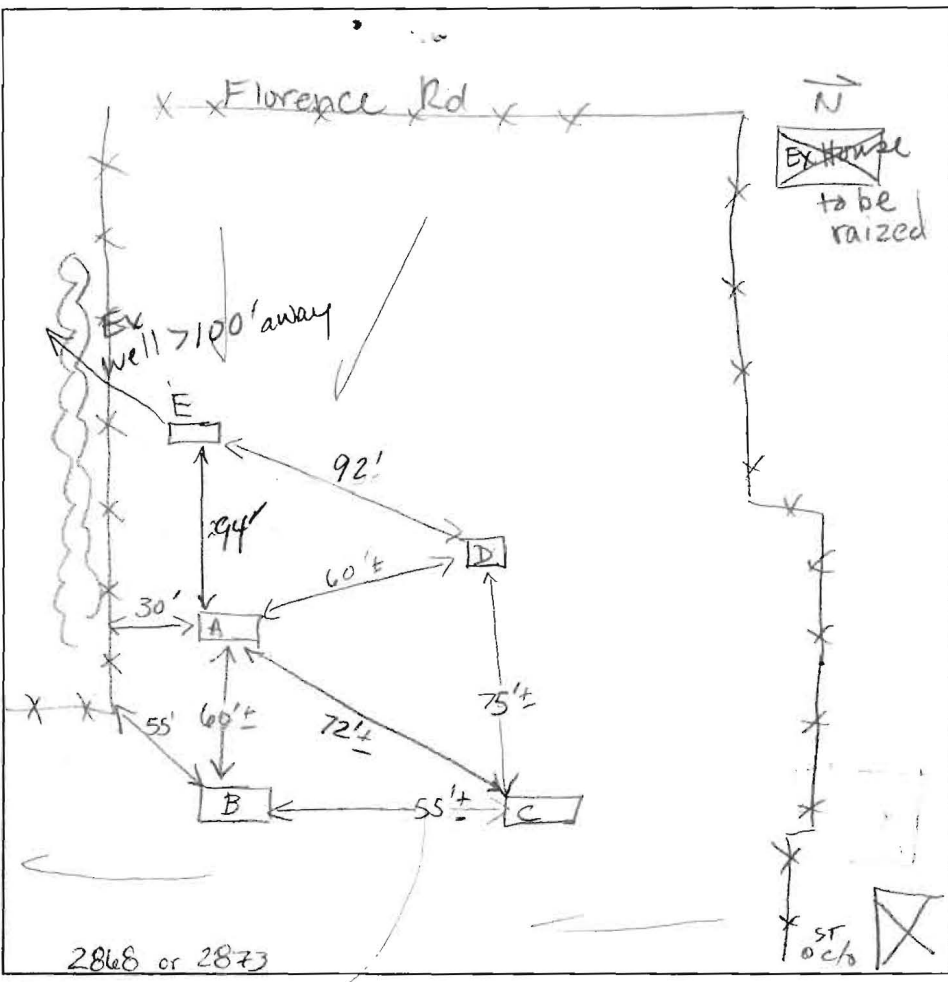 Florence Rd
N
Ex House
to be
raized
Ex
well >100' away
E
92'
94'
D
60'±
30'
A
75'±
55'
60'±
72'±
B
55'±
C
2868 or 2873
ST
c/o